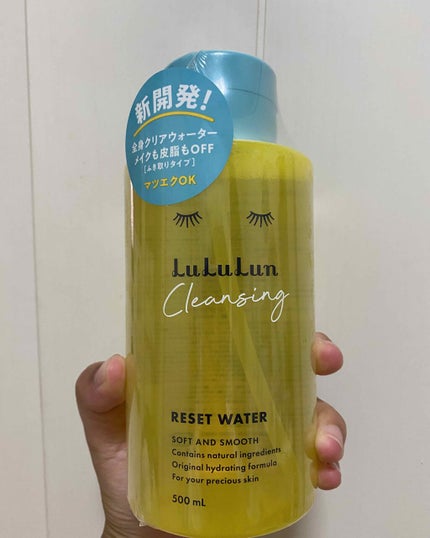 新開発!
全身クリアウォーター
メイクも皮脂もOFF
[ふき取りタイプ]
マツエクOK
LuLuLun
Cleansing
RESET WATER
SOFT AND SMOOTH
Contains natural ingredients
Original hydrating formula
For your precious skin
500 mL